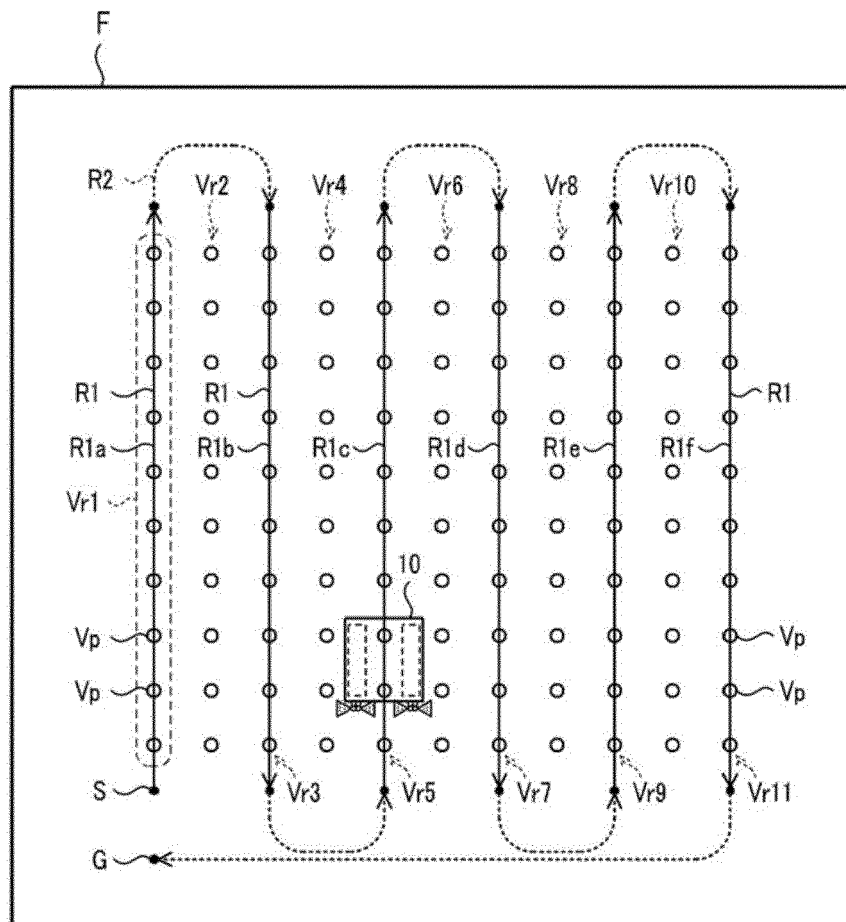 F
R2 Vr2 Vr4 Vr6 Vr8 Vr10
R1 R1 R1
R1a R1b R1c R1d R1e R1f
Vr1
10
Vp Vp
Vp Vp
S Vr3 Vr5 Vr7 Vr9 Vr11
G